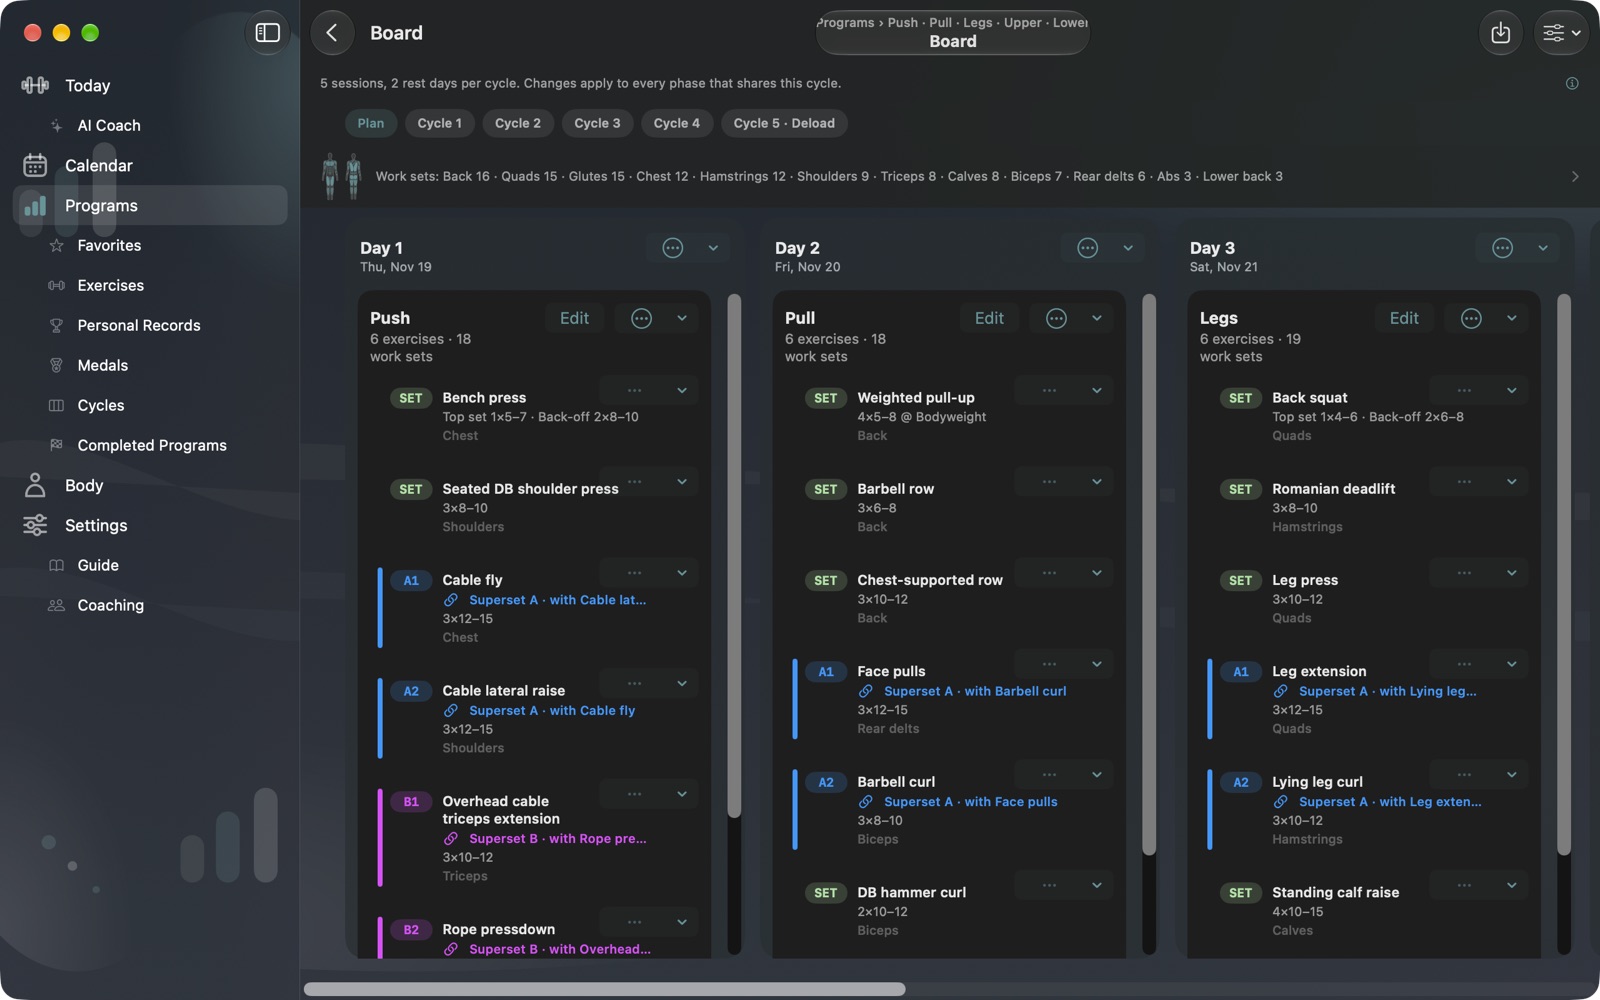 Today
AI Coach
Calendar
Programs
Favorites
Exercises
Personal Records
Medals
Cycles
Completed Programs
Body
Settings
Guide
Coaching
Board
Programs › Push · Pull · Legs · Upper · Lower
Board
5 sessions, 2 rest days per cycle. Changes apply to every phase that shares this cycle.
Plan
Cycle 1
Cycle 2
Cycle 3
Cycle 4
Cycle 5 · Deload
Work sets: Back 16 · Quads 15 · Glutes 15 · Chest 12 · Hamstrings 12 · Shoulders 9 · Triceps 8 · Calves 8 · Biceps 7 · Rear delts 6 · Abs 3 · Lower back 3
Day 1
Thu, Nov 19
Push
Edit
6 exercises · 18
work sets
SET
Bench press
Top set 1×5–7 · Back-off 2×8–10
Chest
SET
Seated DB shoulder press
3×8–10
Shoulders
A1
Cable fly
Superset A · with Cable lat...
3×12–15
Chest
A2
Cable lateral raise
Superset A · with Cable fly
3×12–15
Shoulders
B1
Overhead cable
triceps extension
Superset B · with Rope pre...
3×10–12
Triceps
B2
Rope pressdown
Superset B · with Overhead...
Day 2
Fri, Nov 20
Pull
Edit
6 exercises · 18
work sets
SET
Weighted pull-up
4×5–8 @ Bodyweight
Back
SET
Barbell row
3×6–8
Back
SET
Chest-supported row
3×10–12
Back
A1
Face pulls
Superset A · with Barbell curl
3×12–15
Rear delts
A2
Barbell curl
Superset A · with Face pulls
3×8–10
Biceps
SET
DB hammer curl
2×10–12
Biceps
Day 3
Sat, Nov 21
Legs
Edit
6 exercises · 19
work sets
SET
Back squat
Top set 1×4–6 · Back-off 2×6–8
Quads
SET
Romanian deadlift
3×8–10
Hamstrings
SET
Leg press
3×10–12
Quads
A1
Leg extension
Superset A · with Lying leg...
3×12–15
Quads
A2
Lying leg curl
Superset A · with Leg exten...
3×10–12
Hamstrings
SET
Standing calf raise
4×10–15
Calves